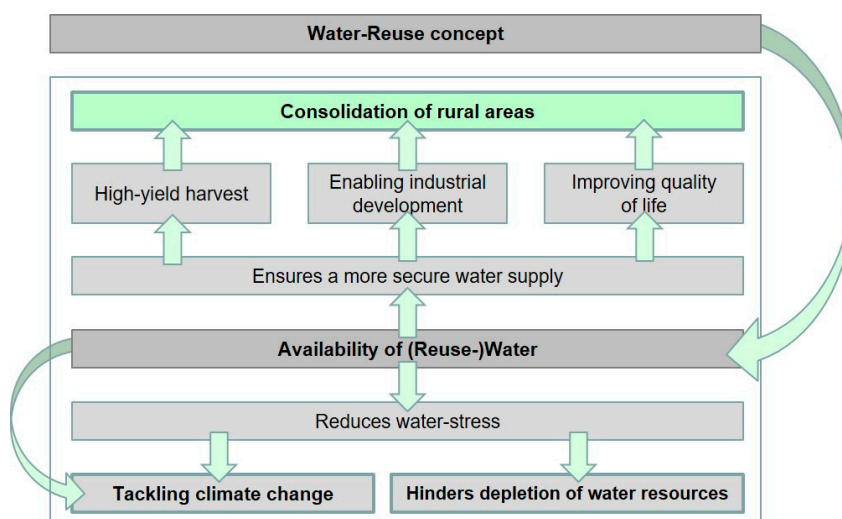 Water-Reuse concept
Consolidation of rural areas
High-yield harvest
Enabling industrial
development
Improving quality
of life
Ensures a more secure water supply
Availability of (Reuse-)Water
Reduces water-stress
Tackling climate change
Hinders depletion of water resources